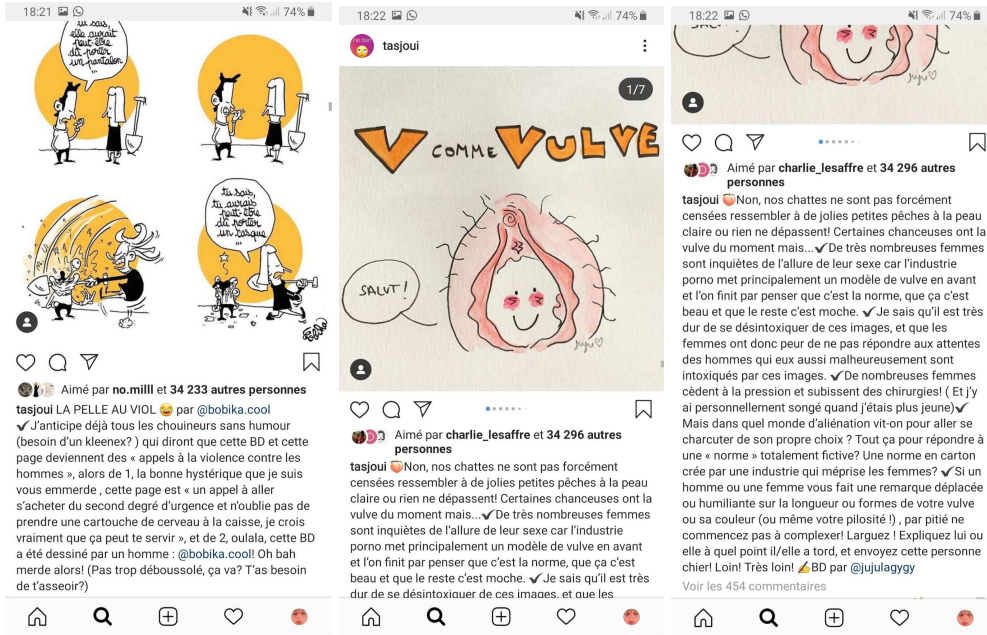 18:21
74%
tu sais,
elle aurait
peut être
dû porter
un pantalon
...
tu sais,
tu aurais
peut-être
dû porter
un casque
Bobika
Aimé par no.milll et 34 233 autres personnes
tasjoui LA PELLE AU VIOL 😂 par @bobika.cool
✔J'anticipe déjà tous les chouineurs sans humour
(besoin d'un kleenex? ) qui diront que cette BD et cette
page deviennent des « appels à la violence contre les
hommes », alors de 1, la bonne hystérique que je suis
vous emmerde , cette page est « un appel à aller
s'acheter du second degré d'urgence et n'oublie pas de
prendre une cartouche de cerveau à la caisse, je crois
vraiment que ça peut te servir », et de 2, oulala, cette BD
a été dessiné par un homme : @bobika.cool! Oh bah
merde alors! (Pas trop déboussolé, ça va? T'as besoin
de t'asseoir?)
18:22
74%
tasjoui
1/7
V COMME VULVE
SALUT !
juju
Aimé par charlie_lesaffre et 34 296 autres
personnes
tasjoui 🍑Non, nos chattes ne sont pas forcément
censées ressembler à de jolies petites pêches à la peau
claire ou rien ne dépassent! Certaines chanceuses ont la
vulve du moment mais...✔De très nombreuses femmes
sont inquiètes de l'allure de leur sexe car l'industrie
porno met principalement un modèle de vulve en avant
et l'on finit par penser que c'est la norme, que ça c'est
beau et que le reste c'est moche. ✔Je sais qu'il est très
dur de se désintoxiquer de ces images, et que les
18:22
74%
SALUT !
juju
Aimé par charlie_lesaffre et 34 296 autres
personnes
tasjoui 🍑Non, nos chattes ne sont pas forcément
censées ressembler à de jolies petites pêches à la peau
claire ou rien ne dépassent! Certaines chanceuses ont la
vulve du moment mais...✔De très nombreuses femmes
sont inquiètes de l'allure de leur sexe car l'industrie
porno met principalement un modèle de vulve en avant
et l'on finit par penser que c'est la norme, que ça c'est
beau et que le reste c'est moche. ✔Je sais qu'il est très
dur de se désintoxiquer de ces images, et que les
femmes ont donc peur de ne pas répondre aux attentes
des hommes qui eux aussi malheureusement sont
intoxiqués par ces images. ✔De nombreuses femmes
cèdent à la pression et subissent des chirurgies! ( Et j'y
ai personnellement songé quand j'étais plus jeune)✔
Mais dans quel monde d'aliénation vit-on pour aller se
charcuter de son propre choix ? Tout ça pour répondre à
une « norme » totalement fictive? Une norme en carton
crée par une industrie qui méprise les femmes? ✔Si un
homme ou une femme vous fait une remarque déplacée
ou humiliante sur la longueur ou formes de votre vulve
ou sa couleur (ou même votre pilosité !) , par pitié ne
commencez pas à complexer! Larguez ! Expliquez lui ou
elle à quel point il/elle a tord, et envoyez cette personne
chier! Loin! Très loin! ✍BD par @jujulagygy
Voir les 454 commentaires